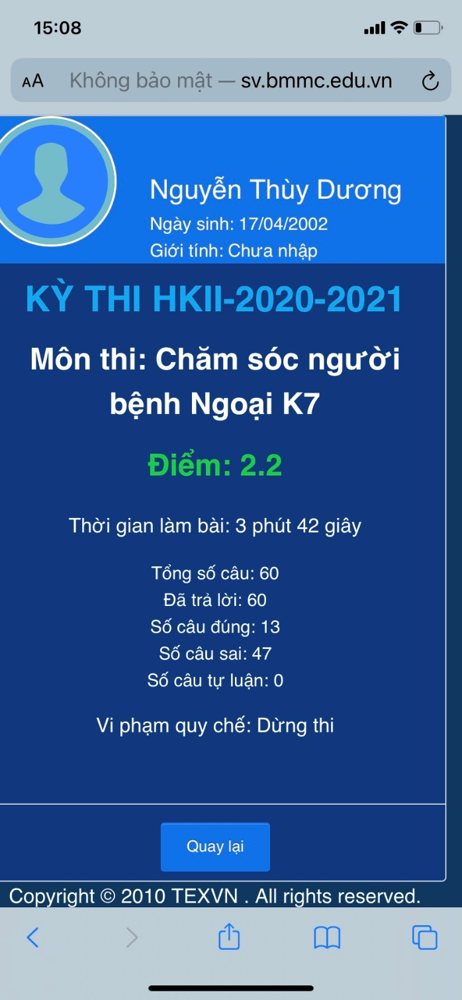 15:08
AA Không bảo mật — sv.bmmc.edu.vn
Nguyễn Thùy Dương
Ngày sinh: 17/04/2002
Giới tính: Chưa nhập
KỲ THI HKII-2020-2021
Môn thi: Chăm sóc người
bệnh Ngoại K7
Điểm: 2.2
Thời gian làm bài: 3 phút 42 giây
Tổng số câu: 60
Đã trả lời: 60
Số câu đúng: 13
Số câu sai: 47
Số câu tự luận: 0
Vi phạm quy chế: Dừng thi
Quay lại
Copyright © 2010 TEXVN . All rights reserved.